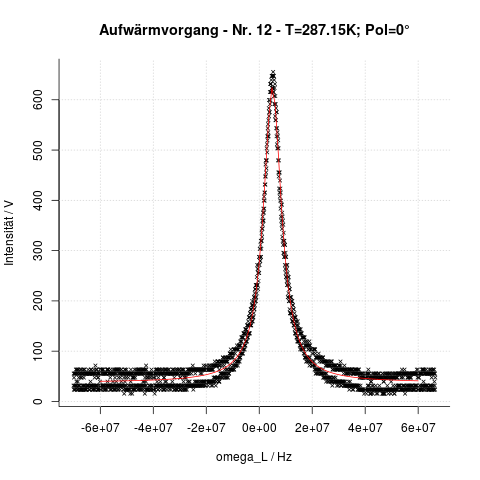 Aufwärmvorgang - Nr. 12 - T=287.15K; Pol=0°
Intensität / V
600
500
400
300
200
100
0
-6e+07 -4e+07 -2e+07 0e+00 2e+07 4e+07 6e+07
omega_L / Hz